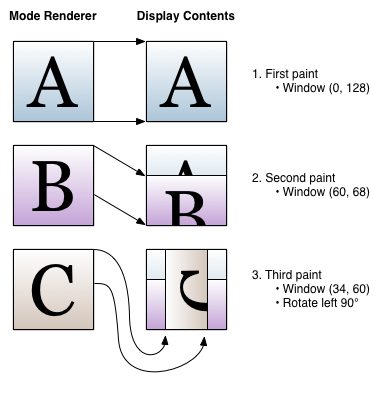 Mode Renderer Display Contents
A A
1. First paint
• Window (0, 128)
B A
B
2. Second paint
• Window (60, 68)
C C
3. Third paint
• Window (34, 60)
• Rotate left 90°